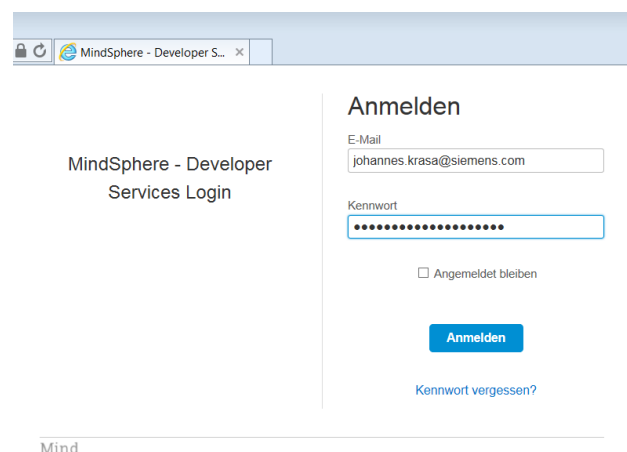 MindSphere - Developer S...
MindSphere - Developer
Services Login
Anmelden
E-Mail
johannes.krasa@siemens.com
Kennwort
●●●●●●●●●●●●●●●●●●●●
Angemeldet bleiben
Anmelden
Kennwort vergessen?
Mind